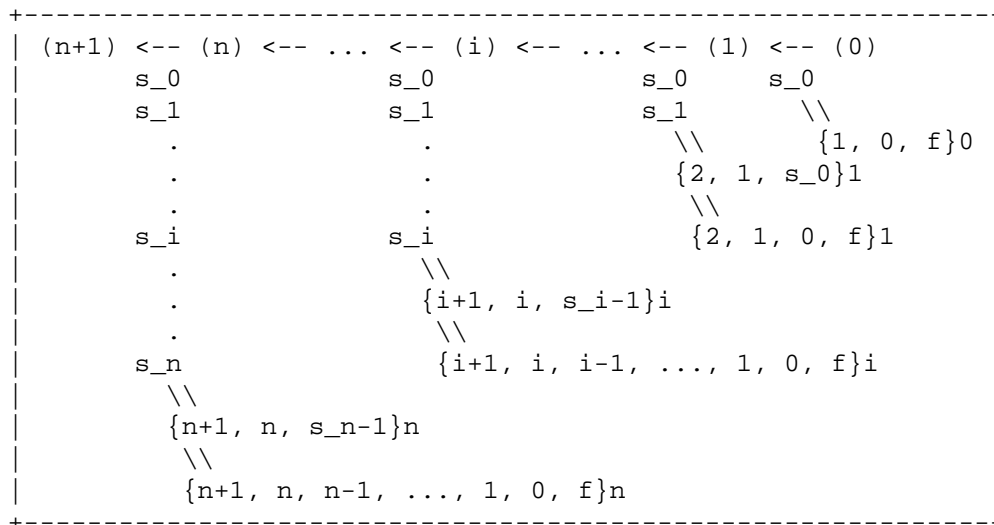 +-------------------------------------------------------------
| (n+1) <-- (n) <-- ... <-- (i) <-- ... <-- (1) <-- (0)
|       s_0             s_0             s_0     s_0
|       s_1             s_1             s_1       \\
|         .               .               \\       {1, 0, f}0
|         .               .               {2, 1, s_0}1
|         .               .                \\
|       s_i             s_i                {2, 1, 0, f}1
|         .               \\
|         .               {i+1, i, s_i-1}i
|         .                \\
|       s_n                {i+1, i, i-1, ..., 1, 0, f}i
|         \\
|         {n+1, n, s_n-1}n
|          \\
|          {n+1, n, n-1, ..., 1, 0, f}n
+-------------------------------------------------------------